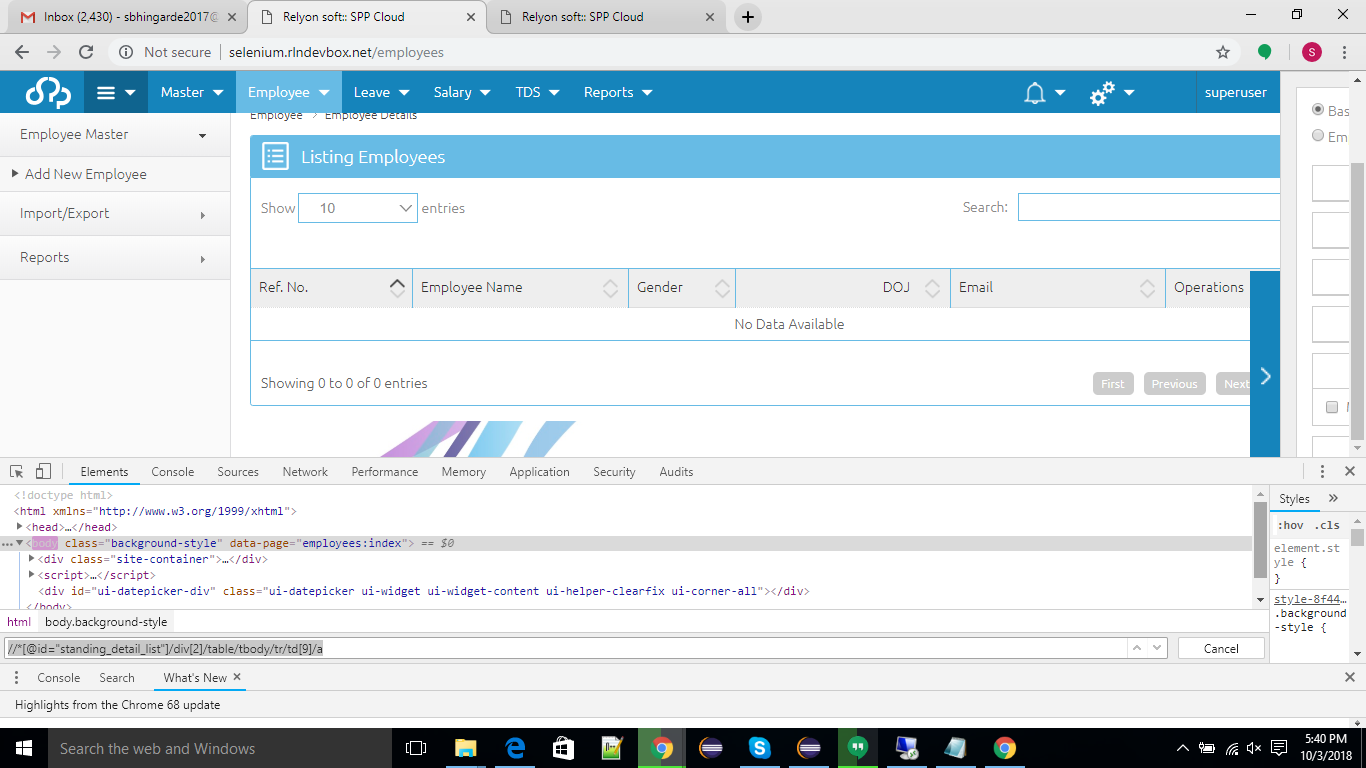 Inbox (2,430) - sbhingarde2017@
Relyon soft:: SPP Cloud
Relyon soft:: SPP Cloud
Not secure | selenium.rlndevbox.net/employees
S
Spp Master Employee Leave Salary TDS Reports superuser
Employee > Employee Details
Employee Master
Add New Employee
Import/Export
Reports
Listing Employees
Show 10 entries
Search:
Ref. No. Employee Name Gender DOJ Email Operations
No Data Available
Showing 0 to 0 of 0 entries
First Previous Next
Bas
Em
Elements Console Sources Network Performance Memory Application Security Audits
<!doctype html>
<html xmlns="http://www.w3.org/1999/xhtml">
<head>…</head>
<body class="background-style" data-page="employees:index"> == $0
<div class="site-container">…</div>
<script>…</script>
<div id="ui-datepicker-div" class="ui-datepicker ui-widget ui-widget-content ui-helper-clearfix ui-corner-all"></div>
</body>
html body.background-style
//*[@id="standing_detail_list"]/div[2]/table/tbody/tr/td[9]/a
Cancel
Styles »
:hov .cls
element.st
yle {
}
style-8f44…
.background
-style {
Console Search What's New
Highlights from the Chrome 68 update
Search the web and Windows
5:40 PM
10/3/2018